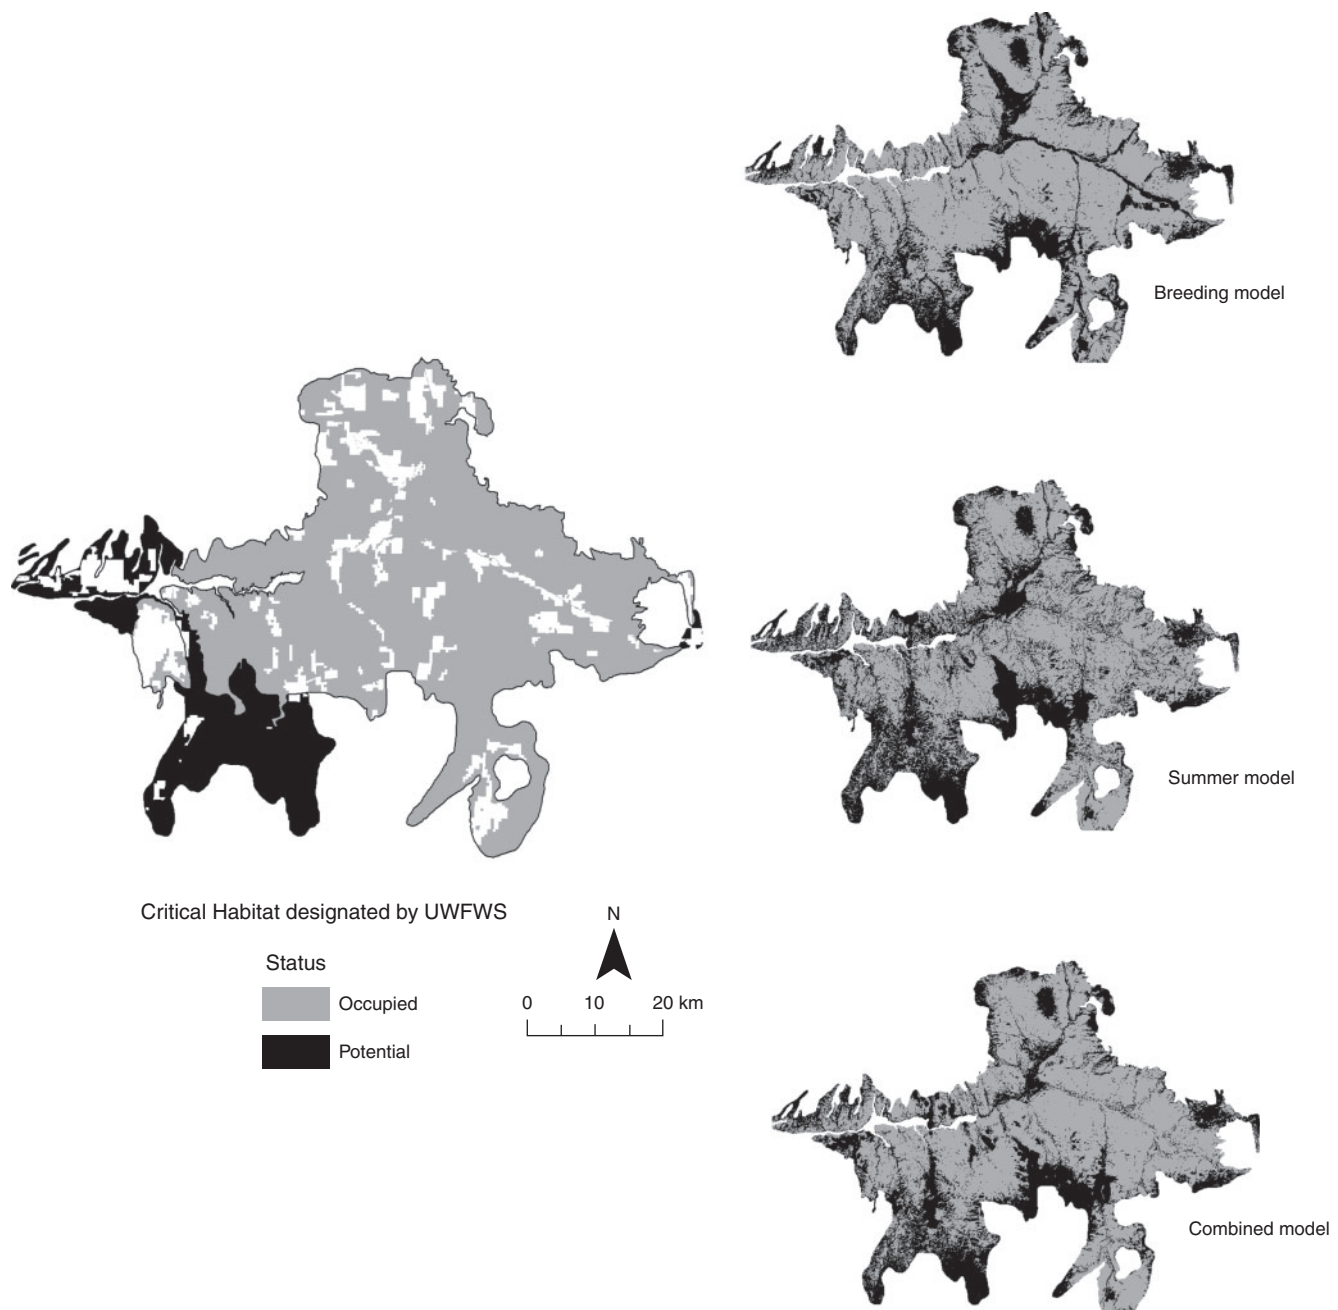 Breeding model
Summer model
Critical Habitat designated by UWFWS
N
Status
0 10 20 km
Occupied
Potential
Combined model